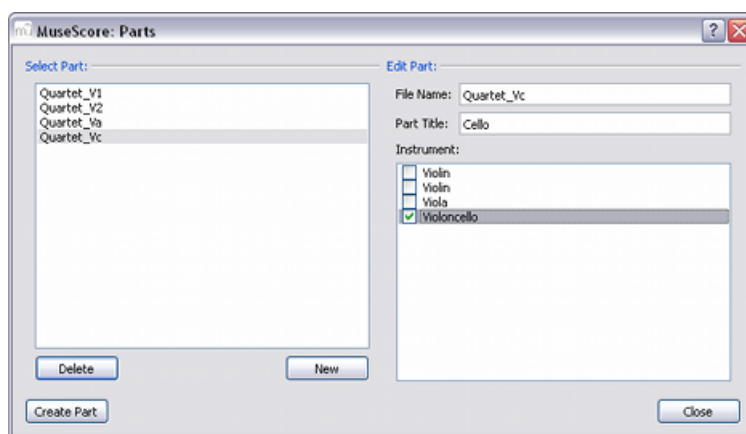 MuseScore: Parts
Select Part:
Quartet_V1
Quartet_V2
Quartet_Va
Quartet_Vc
Delete
New
Create Part
Edit Part:
File Name: Quartet_Vc
Part Title: Cello
Instrument:
Violin
Violin
Viola
Violoncello
Close